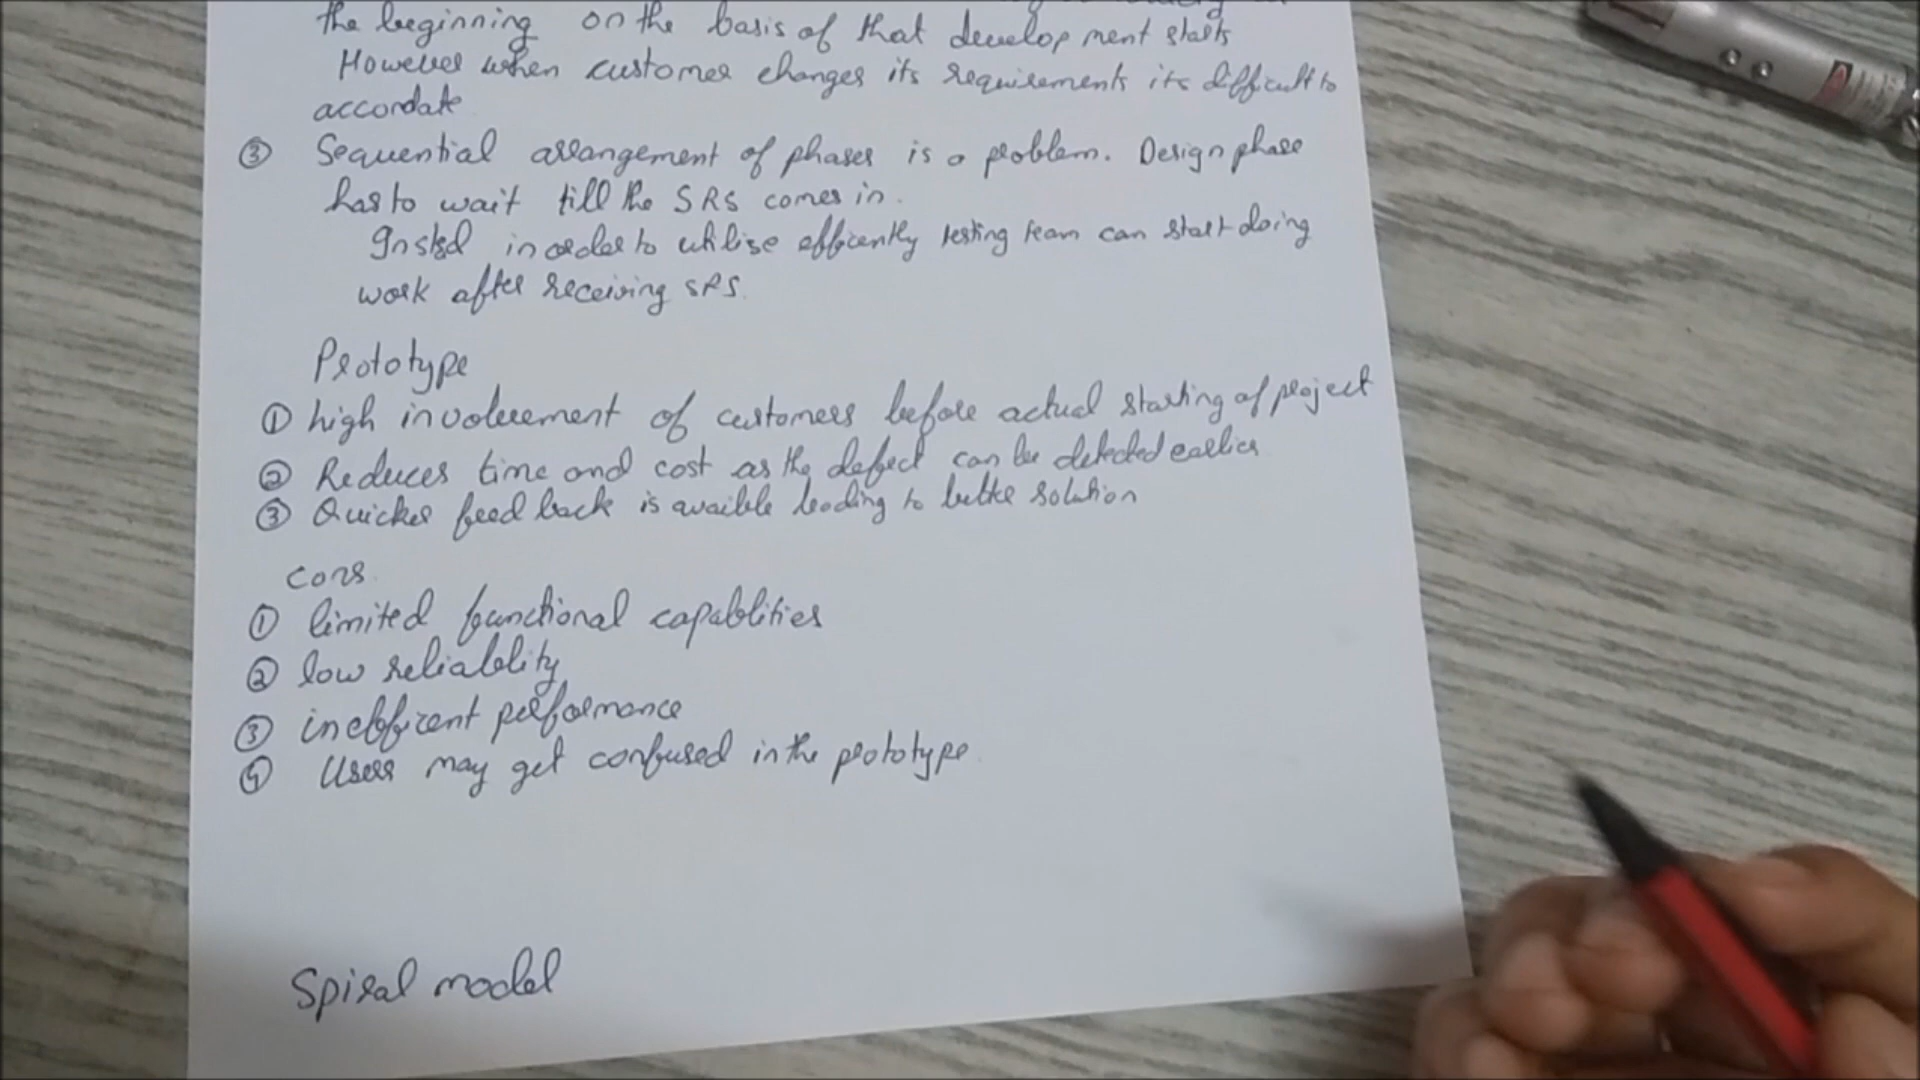 the beginning on the basis of that development starts
However when customer changes its requirements its difficult to
accordate
③ Sequential arrangement of phases is a problem. Design phase
has to wait till the SRS comes in.
Instsd in order to utilise efficently testing team can start doing
work after receiving SRS.
Prototype
① high involvement of customers before actual starting of project
② Reduces time and cost as the defect can be detected earlier
③ Quicker feed back is avaible leading to bette solution
cons
① limited functional capablities
② low reliablity
③ inefficent performance
④ Users may get confused in the prototype.
Spiral model